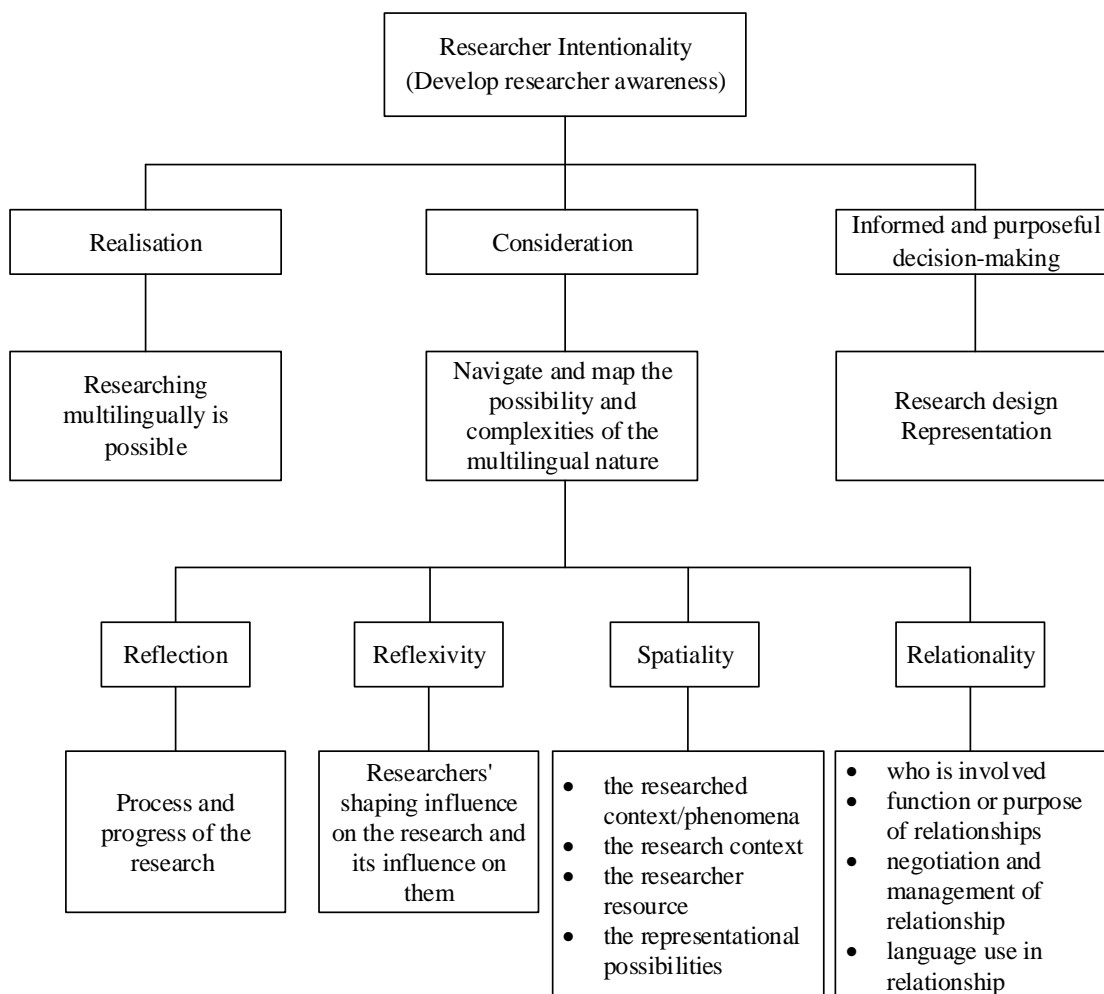 Researcher Intentionality
(Develop researcher awareness)
Realisation
Consideration
Informed and purposeful
decision-making
Researching
multilingually is
possible
Navigate and map the
possibility and
complexities of the
multilingual nature
Research design
Representation
Reflection
Reflexivity
Spatiality
Relationality
Process and
progress of the
research
Researchers'
shaping influence
on the research and
its influence on
them
• the researched
context/phenomena
• the research context
• the researcher
resource
• the representational
possibilities
• who is involved
• function or purpose
of relationships
• negotiation and
management of
relationship
• language use in
relationship